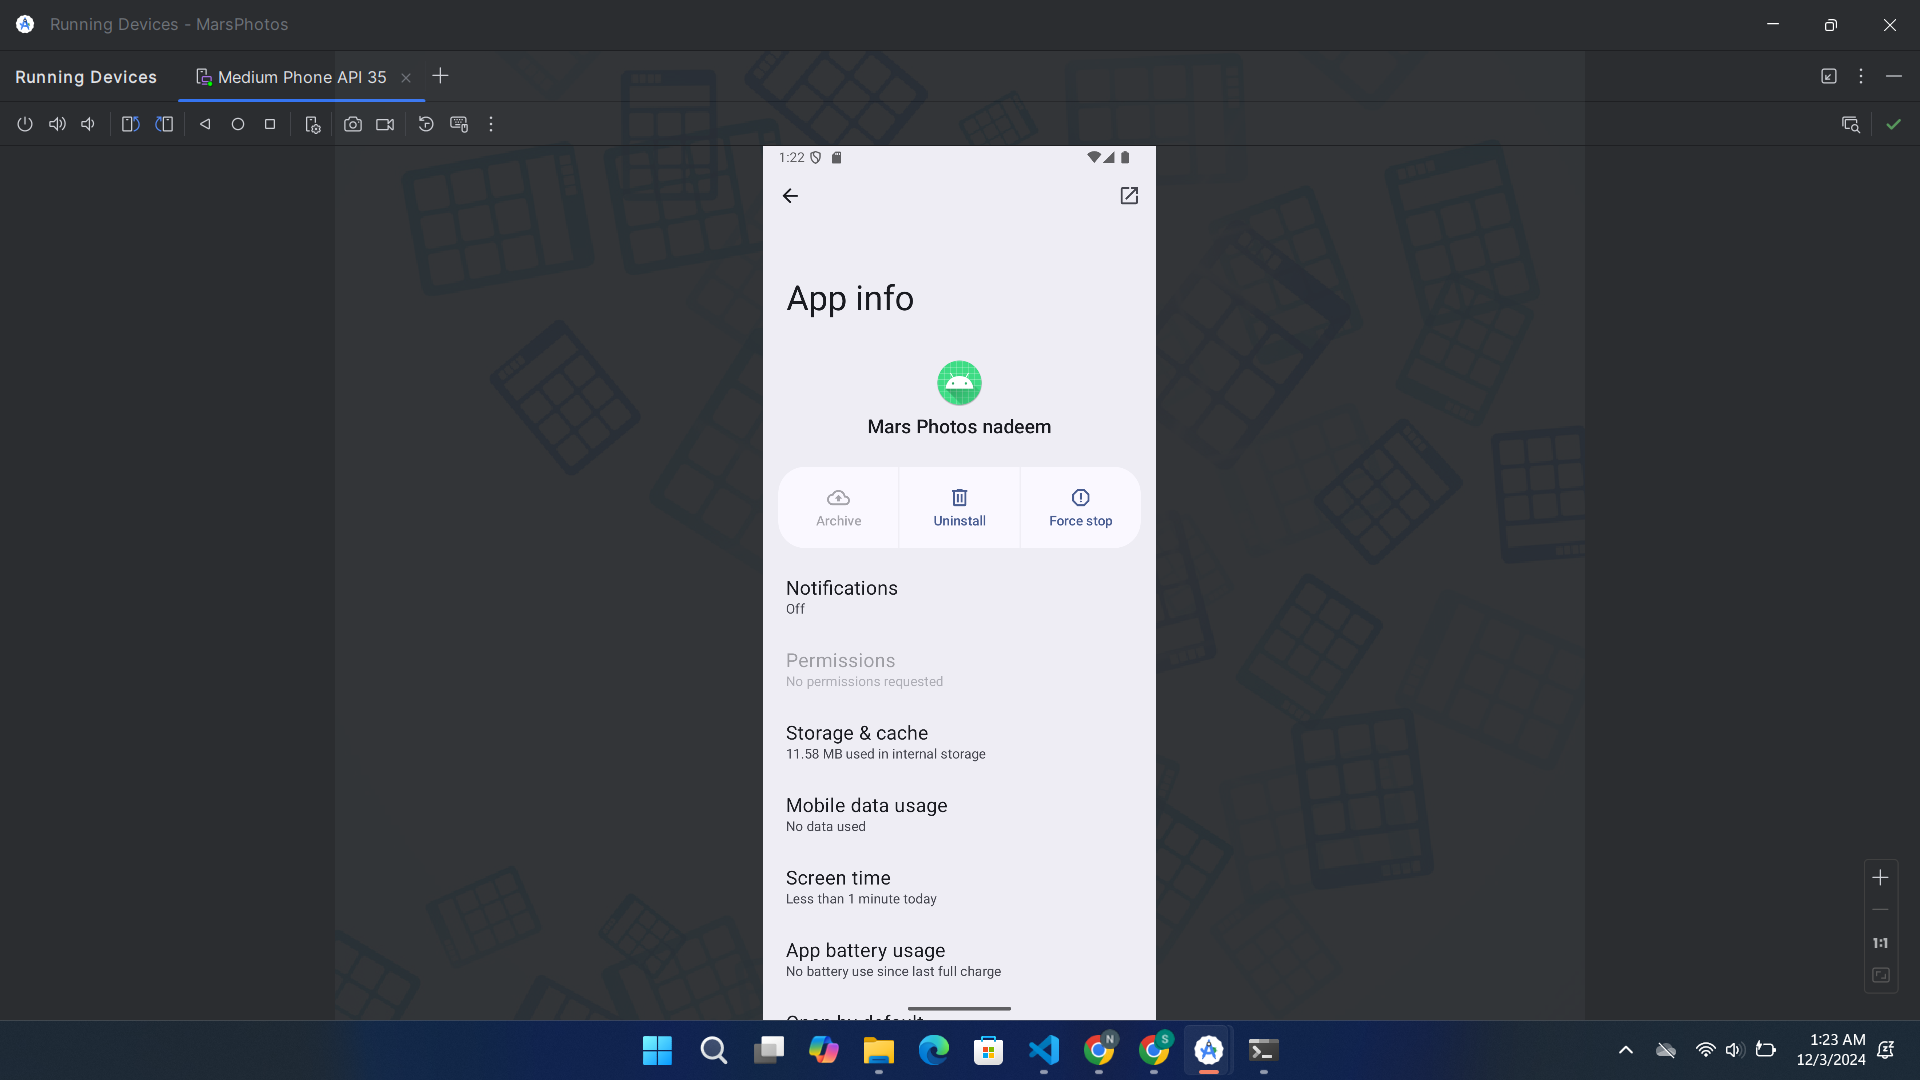 Running Devices - MarsPhotos
Running Devices
Medium Phone API 35
1:22
App info
Mars Photos nadeem
Archive
Uninstall
Force stop
Notifications
Off
Permissions
No permissions requested
Storage & cache
11.58 MB used in internal storage
Mobile data usage
No data used
Screen time
Less than 1 minute today
App battery usage
No battery use since last full charge
Open by default
1:1
N
S
1:23 AM
12/3/2024